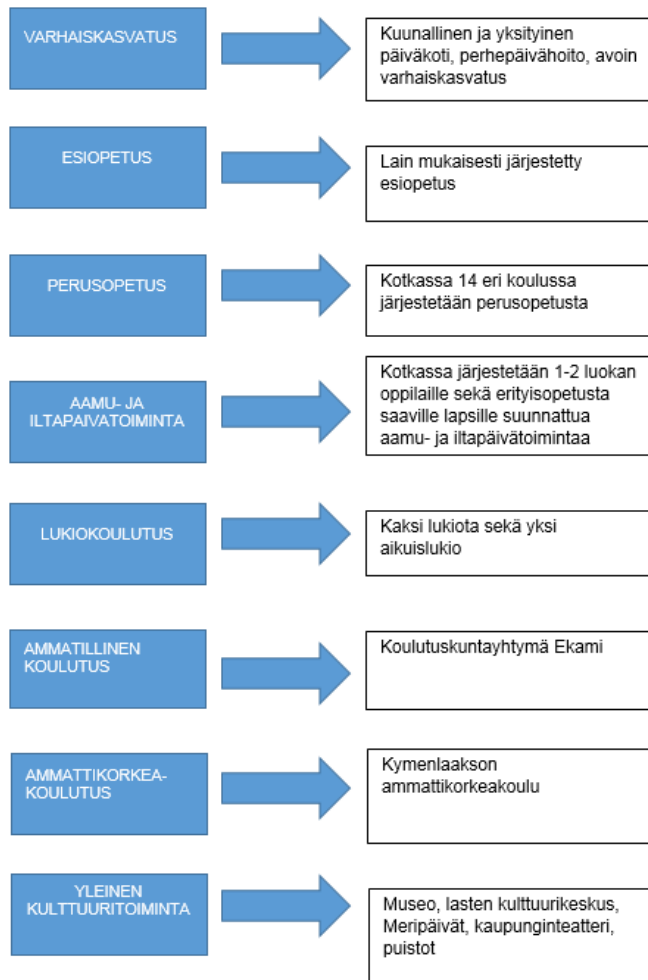 VARHAISKASVATUS
Kuunallinen ja yksityinen
päiväkoti, perhepäivähoito, avoin
varhaiskasvatus
ESIOPETUS
Lain mukaisesti järjestetty
esiopetus
PERUSOPETUS
Kotkassa 14 eri koulussa
järjestetään perusopetusta
AAMU- JA
ILTAPAIVATOIMINTA
Kotkassa järjestetään 1-2 luokan
oppilaille sekä erityisopetusta
saaville lapsille suunnattua
aamu- ja iltapäivätoimintaa
LUKIOKOULUTUS
Kaksi lukiota sekä yksi
aikuislukio
AMMATILLINEN
KOULUTUS
Koulutuskuntayhtymä Ekami
AMMATTIKORKEA-
KOULUTUS
Kymenlaakson
ammattikorkeakoulu
YLEINEN
KULTTUURITOIMINTA
Museo, lasten kulttuurikeskus,
Meripäivät, kaupunginteatteri,
puistot